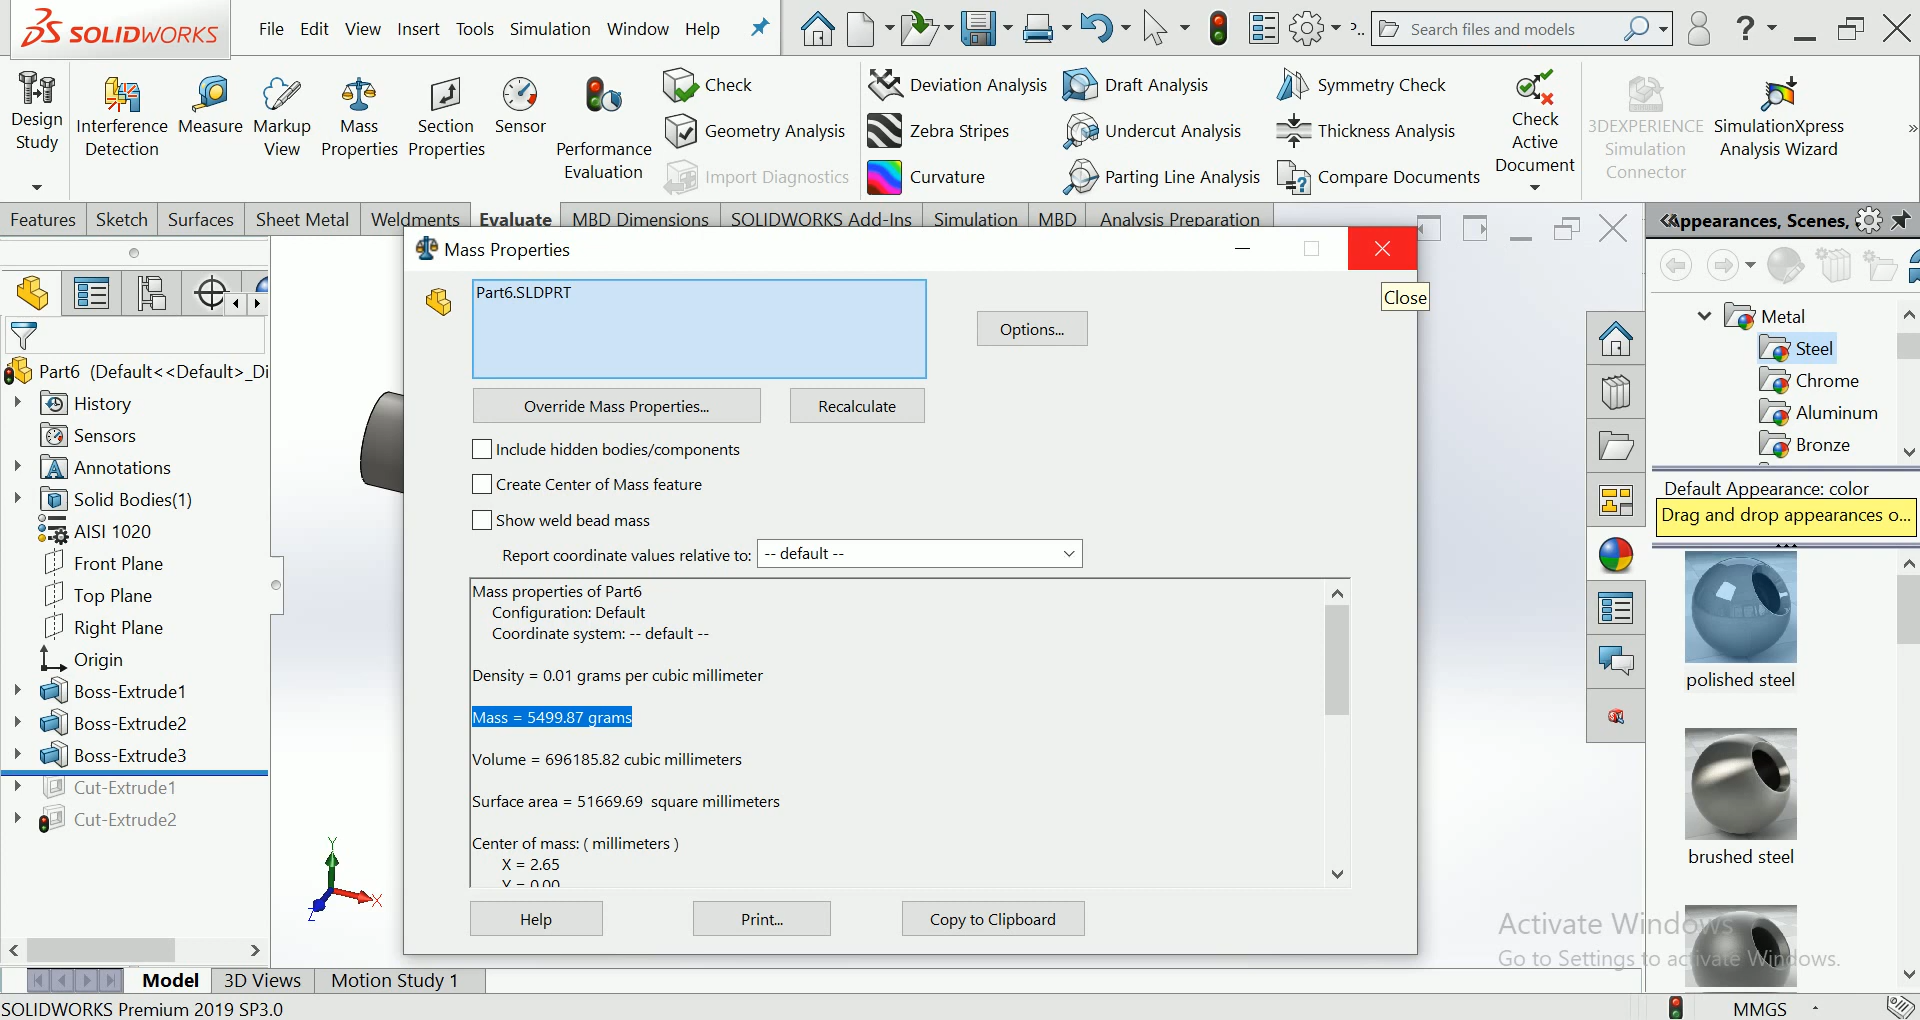 SOLIDWORKS
File Edit View Insert Tools Simulation Window Help
Search files and models
?
Design Study
Interference Detection
Measure
Markup View
Mass Properties
Section Properties
Sensor
Performance Evaluation
Check
Geometry Analysis
Import Diagnostics
Deviation Analysis
Zebra Stripes
Curvature
Draft Analysis
Undercut Analysis
Parting Line Analysis
Symmetry Check
Thickness Analysis
Compare Documents
Check Active Document
3DEXPERIENCE Simulation Connector
SimulationXpress Analysis Wizard
Features Sketch Surfaces Sheet Metal Weldments Evaluate MBD Dimensions SOLIDWORKS Add-Ins Simulation MBD Analysis Preparation
Appearances, Scenes,
Mass Properties
Close
Part6.SLDPRT
Options...
Override Mass Properties...
Recalculate
Include hidden bodies/components
Create Center of Mass feature
Show weld bead mass
Report coordinate values relative to: -- default --
Mass properties of Part6
Configuration: Default
Coordinate system: -- default --
Density = 0.01 grams per cubic millimeter
Mass = 5499.87 grams
Volume = 696185.82 cubic millimeters
Surface area = 51669.69 square millimeters
Center of mass: ( millimeters )
X = 2.65
Y = 0.00
Help
Print...
Copy to Clipboard
Part6 (Default<<Default>_Di
History
Sensors
Annotations
Solid Bodies(1)
AISI 1020
Front Plane
Top Plane
Right Plane
Origin
Boss-Extrude1
Boss-Extrude2
Boss-Extrude3
Cut-Extrude1
Cut-Extrude2
Y
X
Z
Metal
Steel
Chrome
Aluminum
Bronze
Default Appearance: color
Drag and drop appearances o...
polished steel
brushed steel
Activate Windows
Go to Settings to activate Windows.
Model 3D Views Motion Study 1
SOLIDWORKS Premium 2019 SP3.0
MMGS